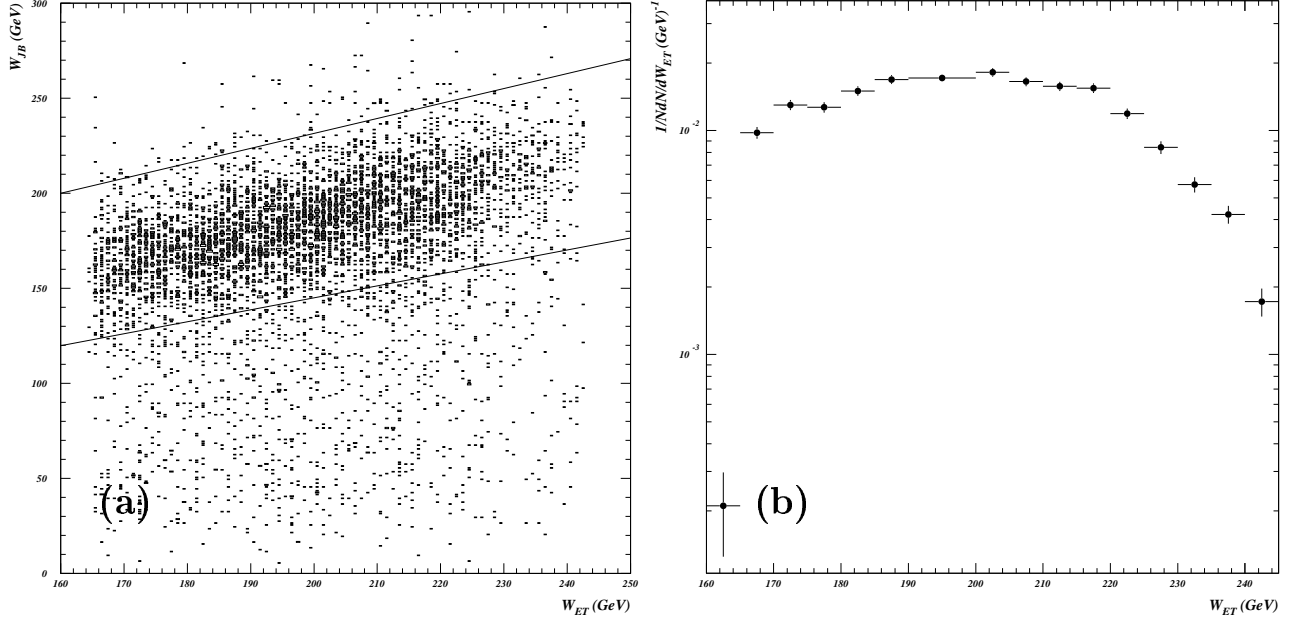 W_JB (GeV)
300
250
200
150
100
50
0
(a)
160 170 180 190 200 210 220 230 240 250
W_ET (GeV)
1/NdN/dW_ET (GeV)^-1
10^-2
10^-3
(b)
160 170 180 190 200 210 220 230 240
W_ET (GeV)